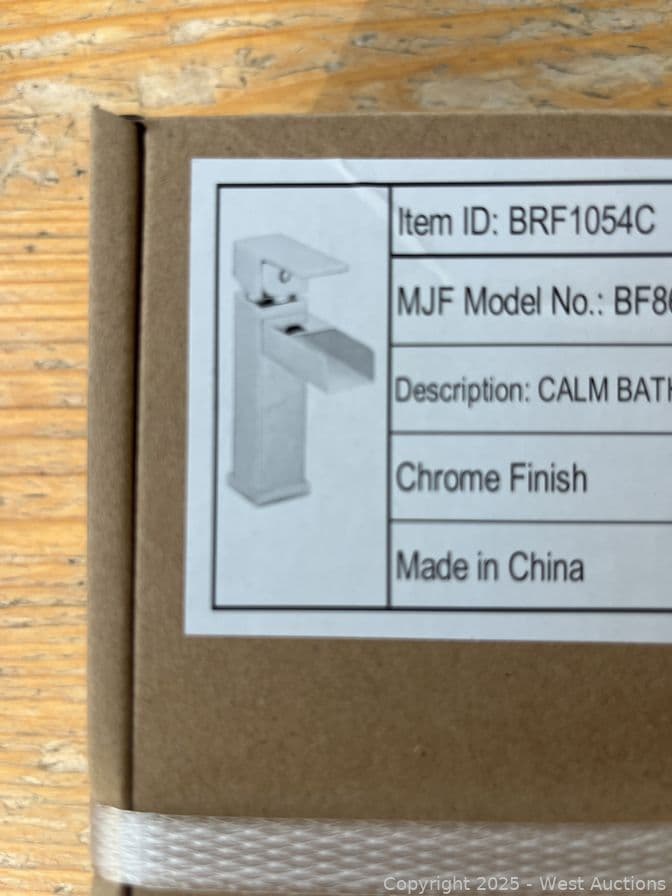 Item ID: BRF1054C
MJF Model No.: BF8
Description: CALM BATH
Chrome Finish
Made in China
Copyright 2025 - West Auctions